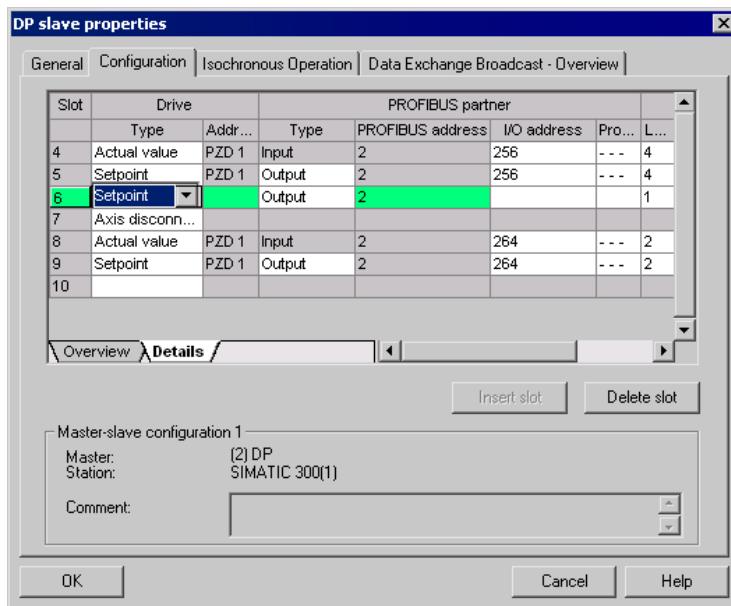 DP slave properties
General Configuration Isochronous Operation Data Exchange Broadcast - Overview
Slot Drive PROFIBUS partner
Type Addr... Type PROFIBUS address I/O address Pro... L...
4 Actual value PZD 1 Input 2 256 - - - 4
5 Setpoint PZD 1 Output 2 256 - - - 4
6 Setpoint Output 2 1
7 Axis disconn...
8 Actual value PZD 1 Input 2 264 - - - 2
9 Setpoint PZD 1 Output 2 264 - - - 2
10
Overview Details
Insert slot Delete slot
Master-slave configuration 1
Master: (2) DP
Station: SIMATIC 300(1)
Comment:
OK Cancel Help